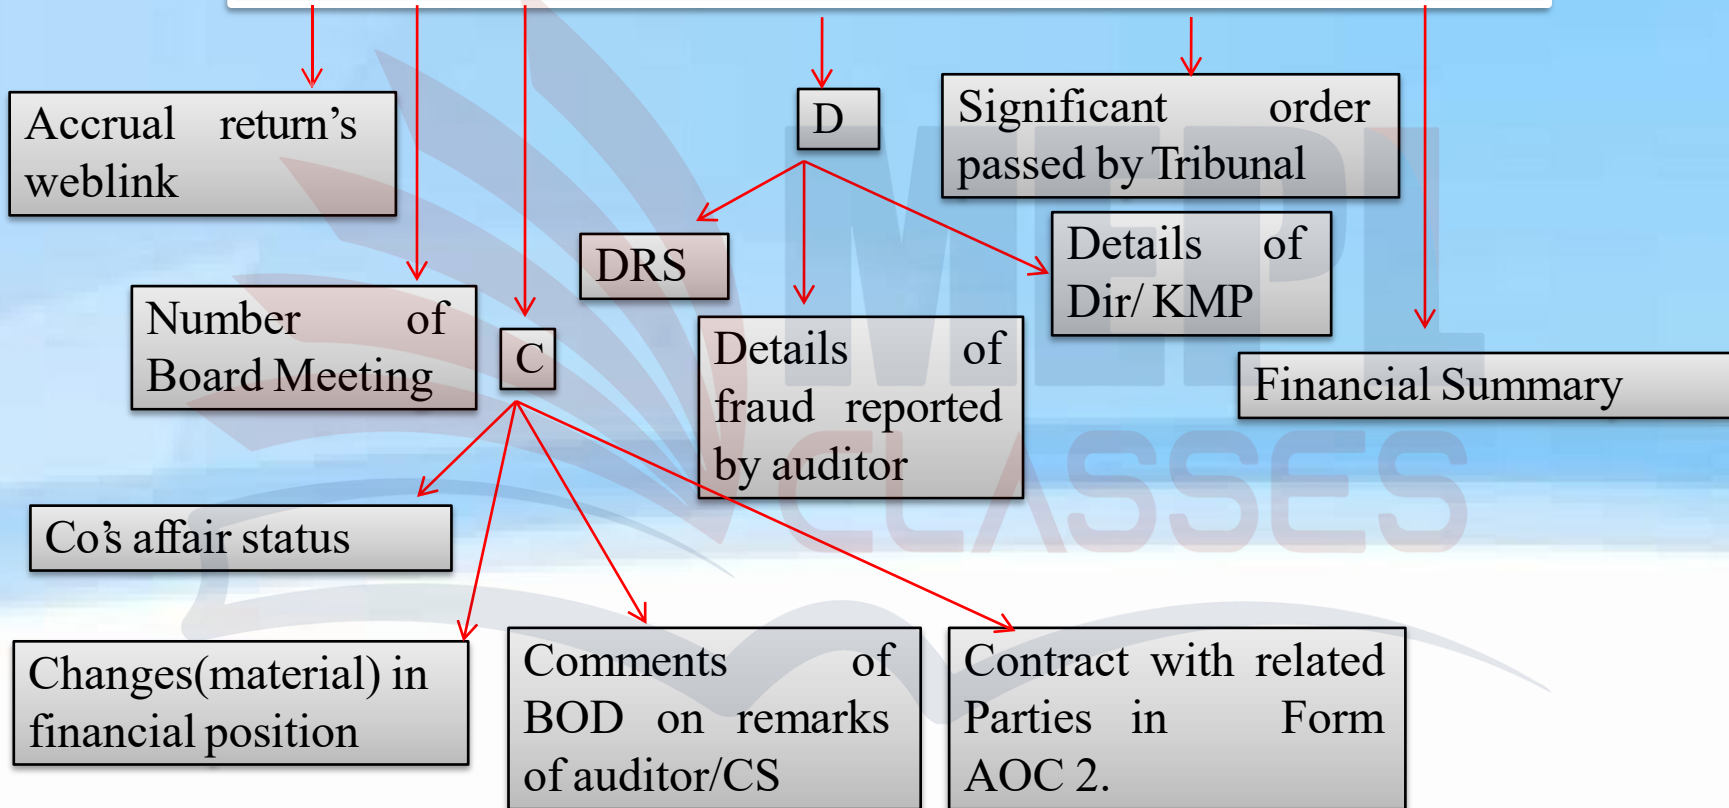 Accrual return’s
weblink
Number of
Board Meeting
C
D
DRS
Details of
fraud reported
by auditor
Details of
Dir/ KMP
Significant order
passed by Tribunal
Financial Summary
Co’s affair status
Changes(material) in
financial position
Comments of
BOD on remarks
of auditor/CS
Contract with related
Parties in Form
AOC 2.
MEPL
CLASSES